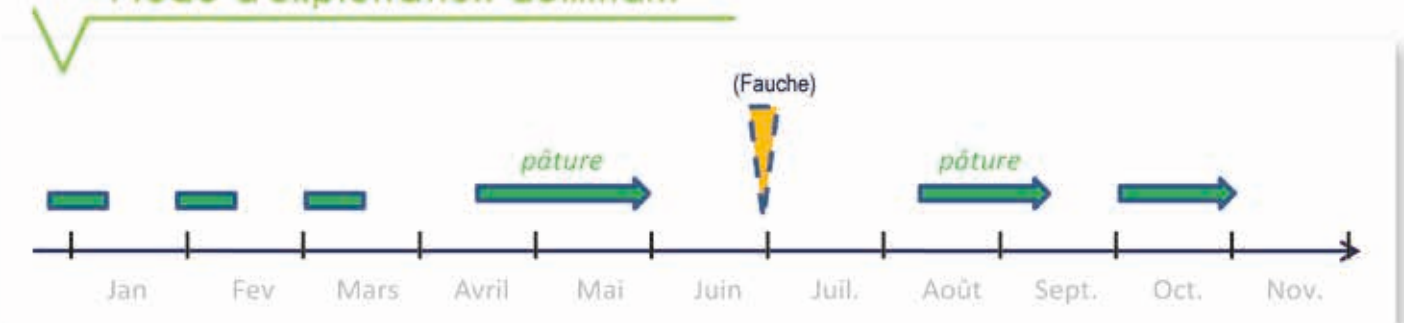 (Fauche)
pâture pâture
Jan Fev Mars Avril Mai Juin Juil. Août Sept. Oct. Nov.